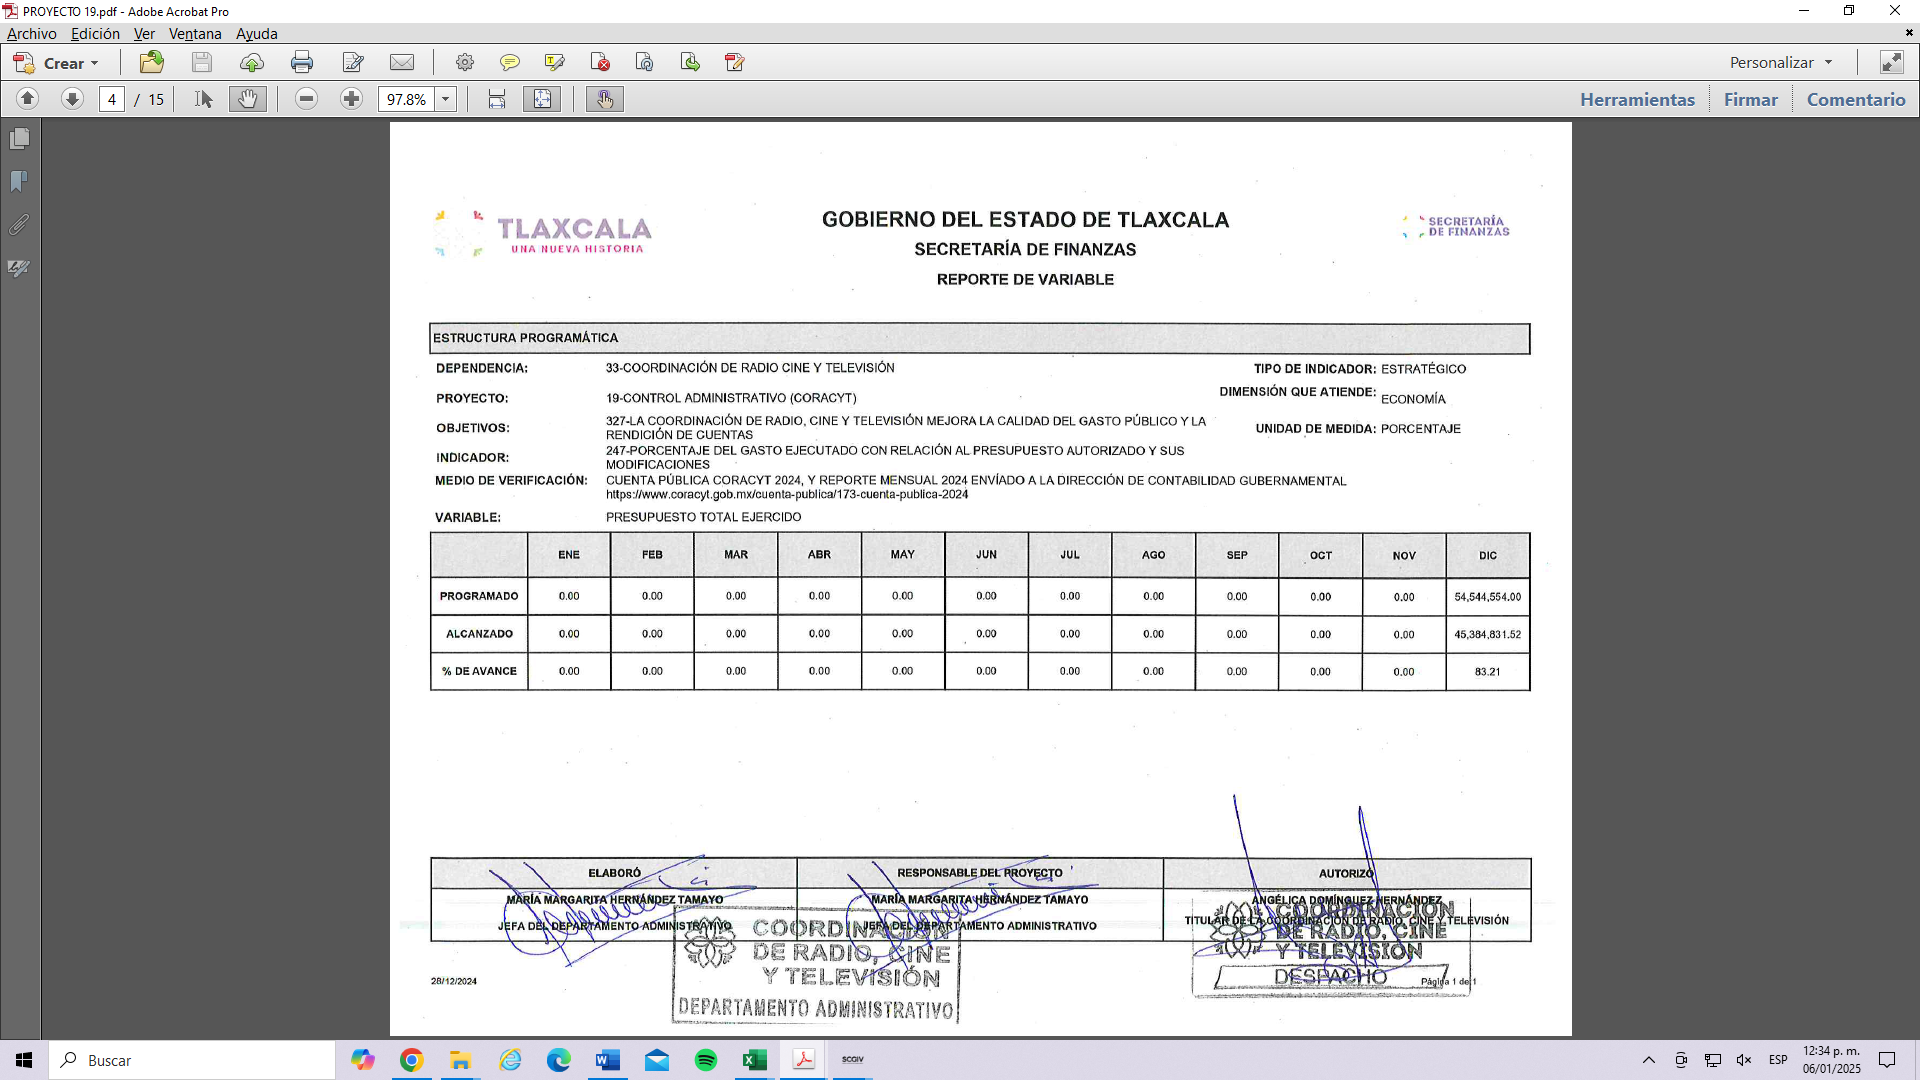 PROYECTO 19.pdf - Adobe Acrobat Pro
Archivo Edición Ver Ventana Ayuda
Crear
Personalizar
4 / 15
97.8%
Herramientas Firmar Comentario
TLAXCALA
UNA NUEVA HISTORIA
GOBIERNO DEL ESTADO DE TLAXCALA
SECRETARÍA DE FINANZAS
REPORTE DE VARIABLE
SECRETARÍA
DE FINANZAS
ESTRUCTURA PROGRAMÁTICA
DEPENDENCIA: 33-COORDINACIÓN DE RADIO CINE Y TELEVISIÓN TIPO DE INDICADOR: ESTRATÉGICO
PROYECTO: 19-CONTROL ADMINISTRATIVO (CORACYT) DIMENSIÓN QUE ATIENDE: ECONOMÍA
OBJETIVOS: 327-LA COORDINACIÓN DE RADIO, CINE Y TELEVISIÓN MEJORA LA CALIDAD DEL GASTO PÚBLICO Y LA
RENDICIÓN DE CUENTAS UNIDAD DE MEDIDA: PORCENTAJE
INDICADOR: 247-PORCENTAJE DEL GASTO EJECUTADO CON RELACIÓN AL PRESUPUESTO AUTORIZADO Y SUS
MODIFICACIONES
MEDIO DE VERIFICACIÓN: CUENTA PÚBLICA CORACYT 2024, Y REPORTE MENSUAL 2024 ENVÍADO A LA DIRECCIÓN DE CONTABILIDAD GUBERNAMENTAL
https://www.coracyt.gob.mx/cuenta-publica/173-cuenta-publica-2024
VARIABLE: PRESUPUESTO TOTAL EJERCIDO
ENE FEB MAR ABR MAY JUN JUL AGO SEP OCT NOV DIC
PROGRAMADO 0.00 0.00 0.00 0.00 0.00 0.00 0.00 0.00 0.00 0.00 0.00 54,544,554.00
ALCANZADO 0.00 0.00 0.00 0.00 0.00 0.00 0.00 0.00 0.00 0.00 0.00 45,384,831.52
% DE AVANCE 0.00 0.00 0.00 0.00 0.00 0.00 0.00 0.00 0.00 0.00 0.00 83.21
ELABORÓ RESPONSABLE DEL PROYECTO AUTORIZÓ
MARÍA MARGARITA HERNÁNDEZ TAMAYO MARÍA MARGARITA HERNÁNDEZ TAMAYO ANGÉLICA DOMÍNGUEZ HERNÁNDEZ
JEFA DEL DEPARTAMENTO ADMINISTRATIVO JEFA DEL DEPARTAMENTO ADMINISTRATIVO TITULAR DE LA COORDINACIÓN DE RADIO, CINE Y TELEVISIÓN
COORDINACIÓN
DE RADIO, CINE
Y TELEVISIÓN
DEPARTAMENTO ADMINISTRATIVO
COORDINACIÓN
DE RADIO, CINE
Y TELEVISIÓN
DESPACHO
28/12/2024 Página 1 de 1
Buscar
SCGIV
ESP
12:34 p. m.
06/01/2025